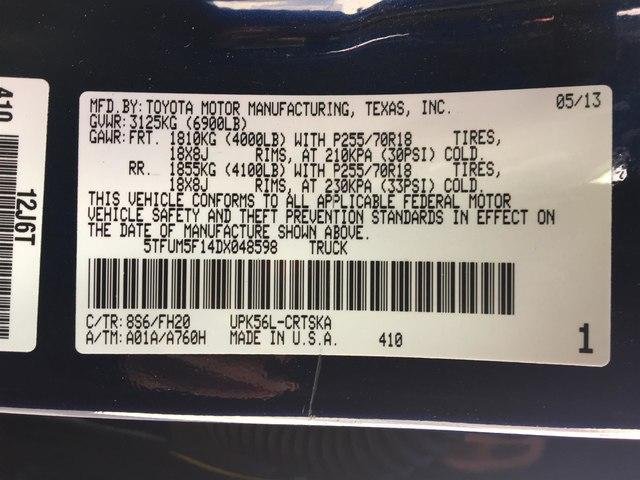 MFD.BY: TOYOTA MOTOR MANUFACTURING, TEXAS, INC. 05/13
GVWR: 3125KG (6900LB)
GAWR: FRT. 1810KG (4000LB) WITH P255/70R18 TIRES,
18X8J RIMS, AT 210KPA (30PSI) COLD.
RR. 1855KG (4100LB) WITH P255/70R18 TIRES,
18X8J RIMS, AT 230KPA (33PSI) COLD.
THIS VEHICLE CONFORMS TO ALL APPLICABLE FEDERAL MOTOR
VEHICLE SAFETY AND THEFT PREVENTION STANDARDS IN EFFECT ON
THE DATE OF MANUFACTURE SHOWN ABOVE.
5TFUM5F14DX048598 TRUCK
C/TR: 8S6/FH20 UPK56L-CRTSKA
A/TM: A01A/A760H MADE IN U.S.A. 410 1
410
12J6T